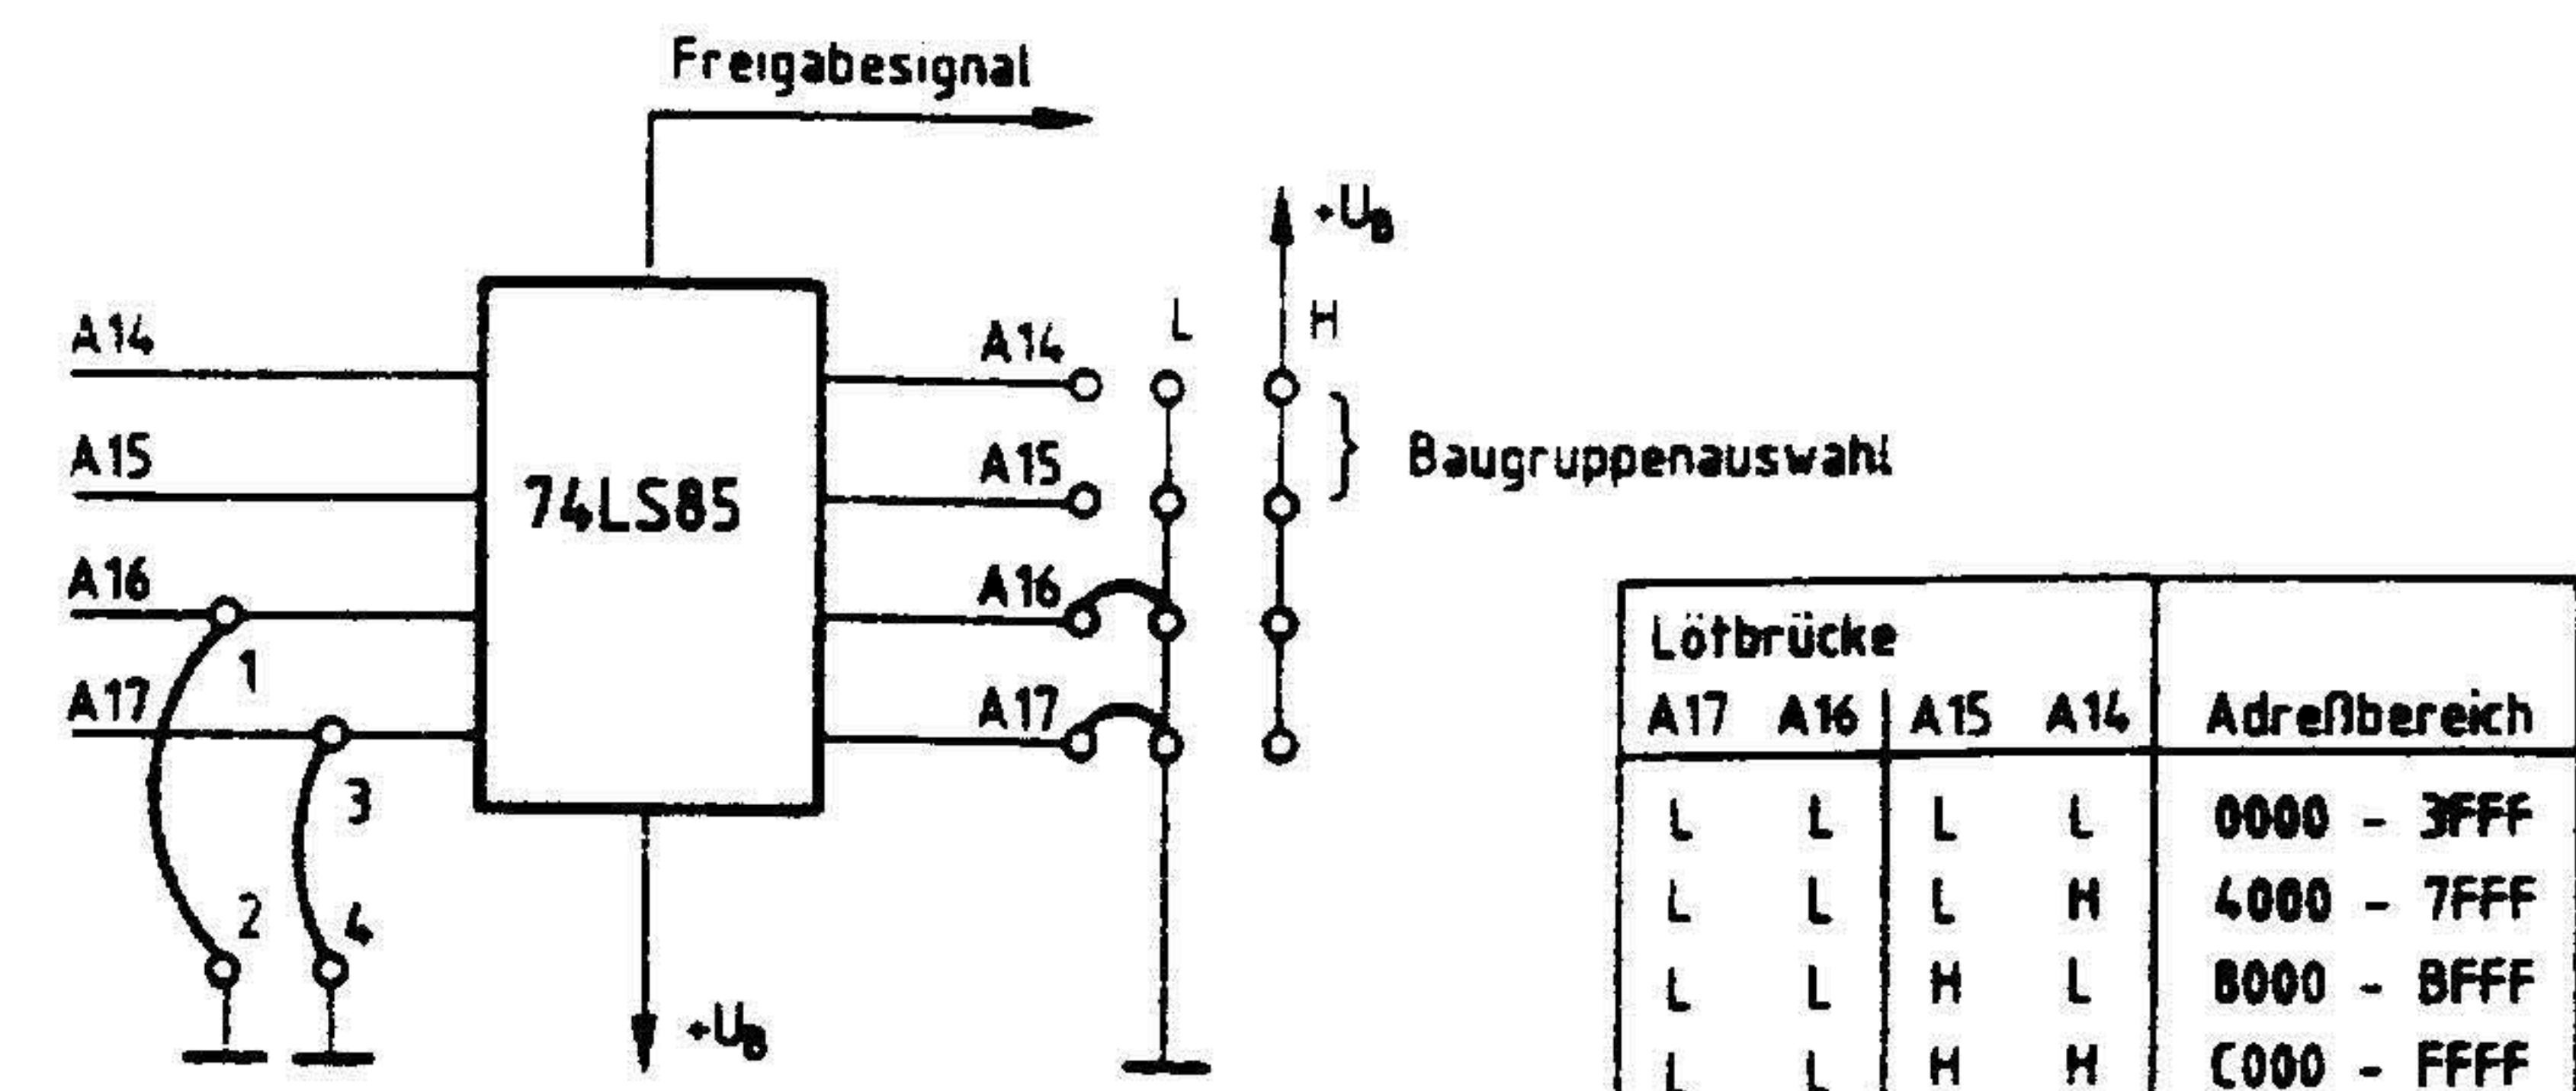 Freigabesignal
+UB
L H
A14 A14
Baugruppenauswahl
A15 A15
74LS85
A16 A16
1
A17 A17
3
2 4
+UB
Lötbrücke
A17 A16 A15 A14 Adreßbereich
L L L L 0000 - 3FFF
L L L H 4000 - 7FFF
L L H L 8000 - BFFF
L L H H C000 - FFFF